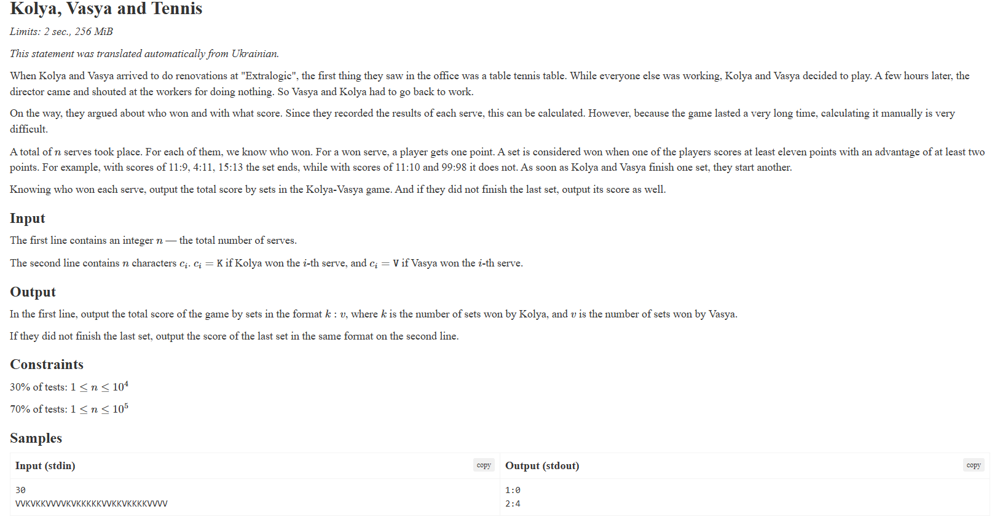 Kolya, Vasya and Tennis
Limits: 2 sec., 256 MiB
This statement was translated automatically from Ukrainian.
When Kolya and Vasya arrived to do renovations at "Extralogic", the first thing they saw in the office was a table tennis table. While everyone else was working, Kolya and Vasya decided to play. A few hours later, the
director came and shouted at the workers for doing nothing. So Vasya and Kolya had to go back to work.
On the way, they argued about who won and with what score. Since they recorded the results of each serve, this can be calculated. However, because the game lasted a very long time, calculating it manually is very
difficult.
A total of n serves took place. For each of them, we know who won. For a won serve, a player gets one point. A set is considered won when one of the players scores at least eleven points with an advantage of at least two
points. For example, with scores of 11:9, 4:11, 15:13 the set ends, while with scores of 11:10 and 99:98 it does not. As soon as Kolya and Vasya finish one set, they start another.
Knowing who won each serve, output the total score by sets in the Kolya-Vasya game. And if they did not finish the last set, output its score as well.
Input
The first line contains an integer n — the total number of serves.
The second line contains n characters cᵢ. cᵢ = K if Kolya won the i-th serve, and cᵢ = V if Vasya won the i-th serve.
Output
In the first line, output the total score of the game by sets in the format k : v, where k is the number of sets won by Kolya, and v is the number of sets won by Vasya.
If they did not finish the last set, output the score of the last set in the same format on the second line.
Constraints
30% of tests: 1 ≤ n ≤ 10⁴
70% of tests: 1 ≤ n ≤ 10⁵
Samples
Input (stdin) copy Output (stdout) copy
30 1:0
VVKVKKVVVVKVKKKKKVVKKVKKKKVVVV 2:4